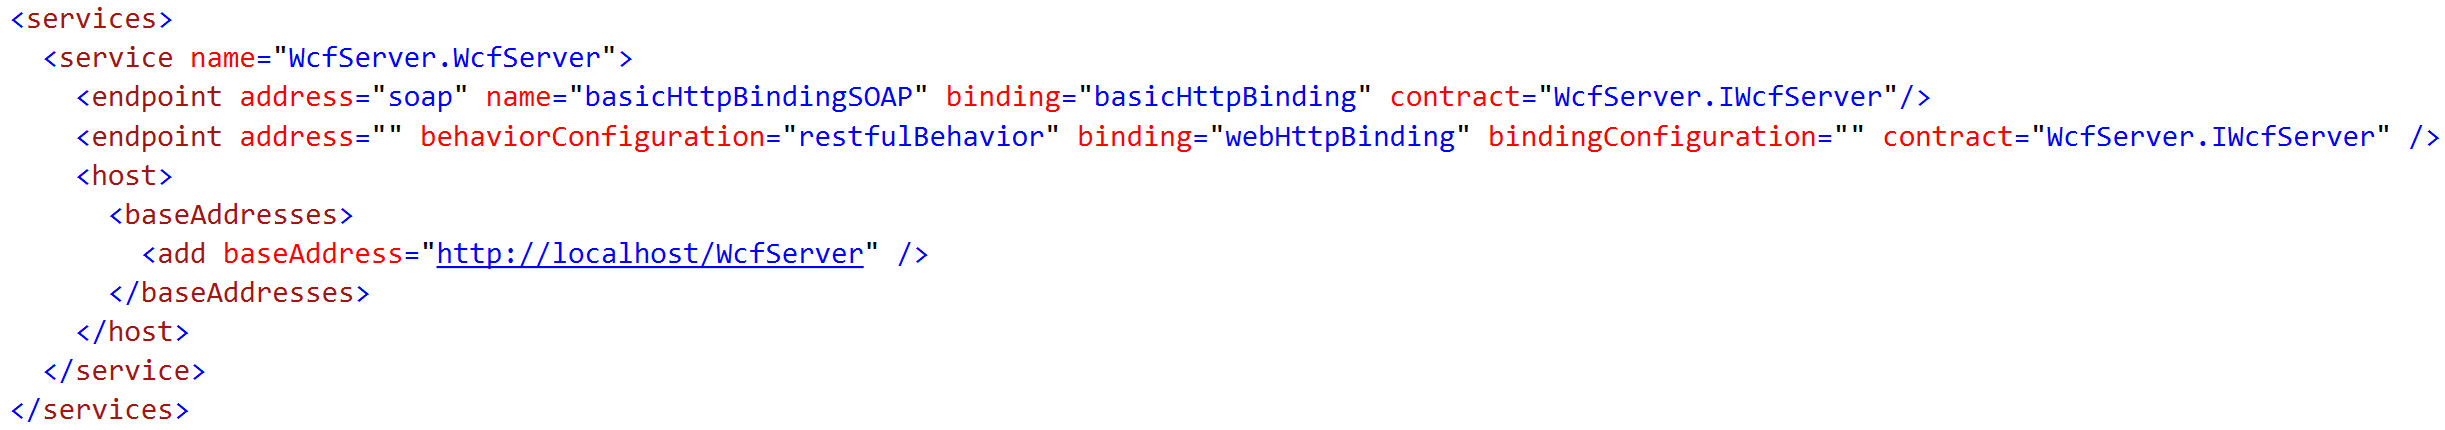 <services>
<service name="WcfServer.WcfServer">
<endpoint address="soap" name="basicHttpBindingSOAP" binding="basicHttpBinding" contract="WcfServer.IWcfServer"/>
<endpoint address="" behaviorConfiguration="restfulBehavior" binding="webHttpBinding" bindingConfiguration="" contract="WcfServer.IWcfServer" />
<host>
<baseAddresses>
<add baseAddress="http://localhost/WcfServer" />
</baseAddresses>
</host>
</service>
</services>